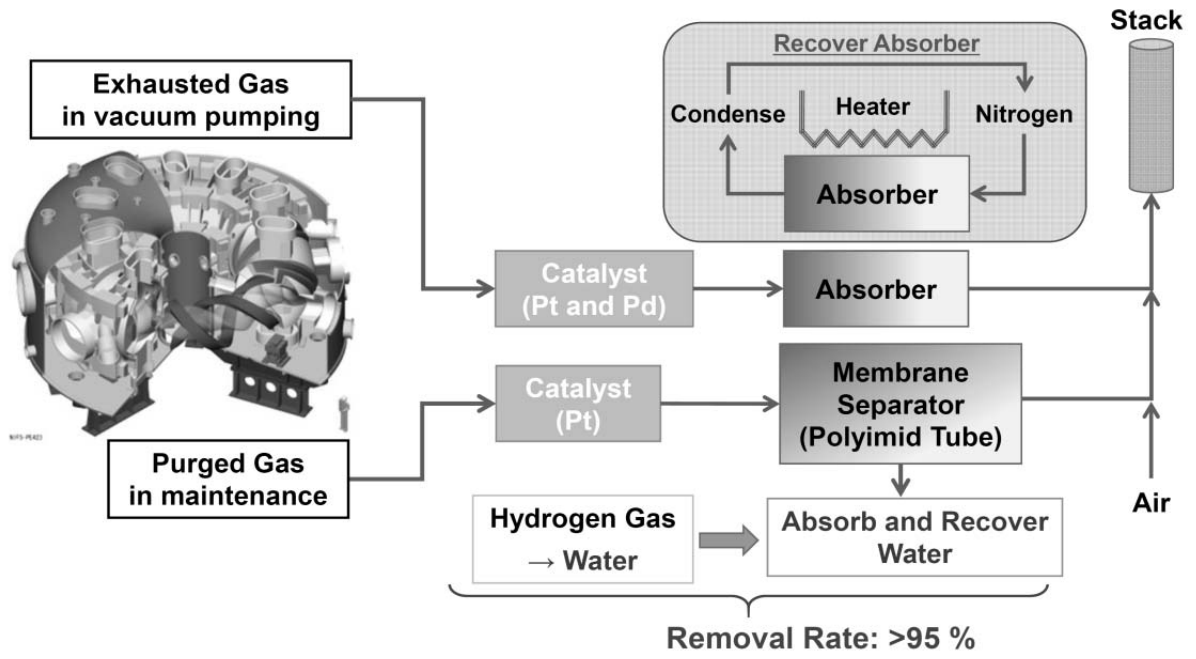 Stack
Recover Absorber
Exhausted Gas
in vacuum pumping
Condense
Heater
Nitrogen
Absorber
Catalyst
(Pt and Pd)
Absorber
Catalyst
(Pt)
Membrane
Separator
(Polyimid Tube)
NIFS-PE423
Purged Gas
in maintenance
Air
Hydrogen Gas
→ Water
Absorb and Recover
Water
Removal Rate: >95 %